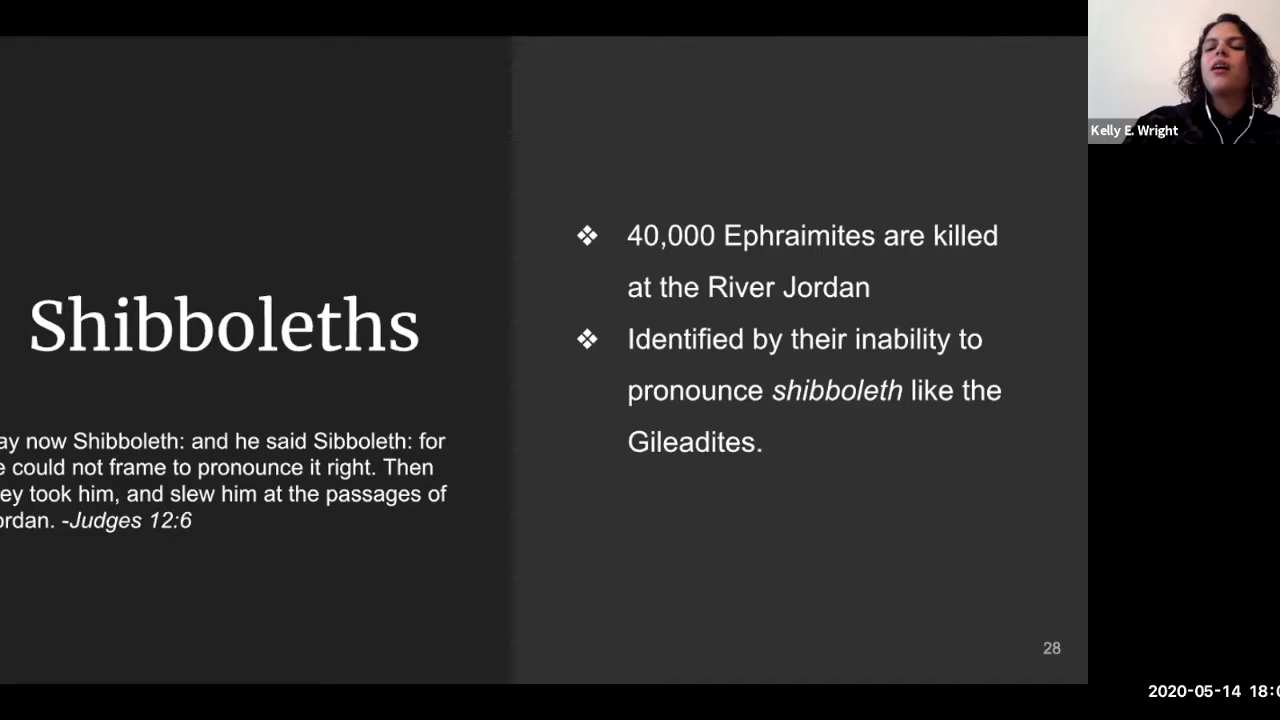 Shibboleths
ay now Shibboleth: and he said Sibboleth: for
e could not frame to pronounce it right. Then
ey took him, and slew him at the passages of
ordan. -Judges 12:6
❖ 40,000 Ephraimites are killed
at the River Jordan
❖ Identified by their inability to
pronounce shibboleth like the
Gileadites.
28
Kelly E. Wright
2020-05-14 18:0